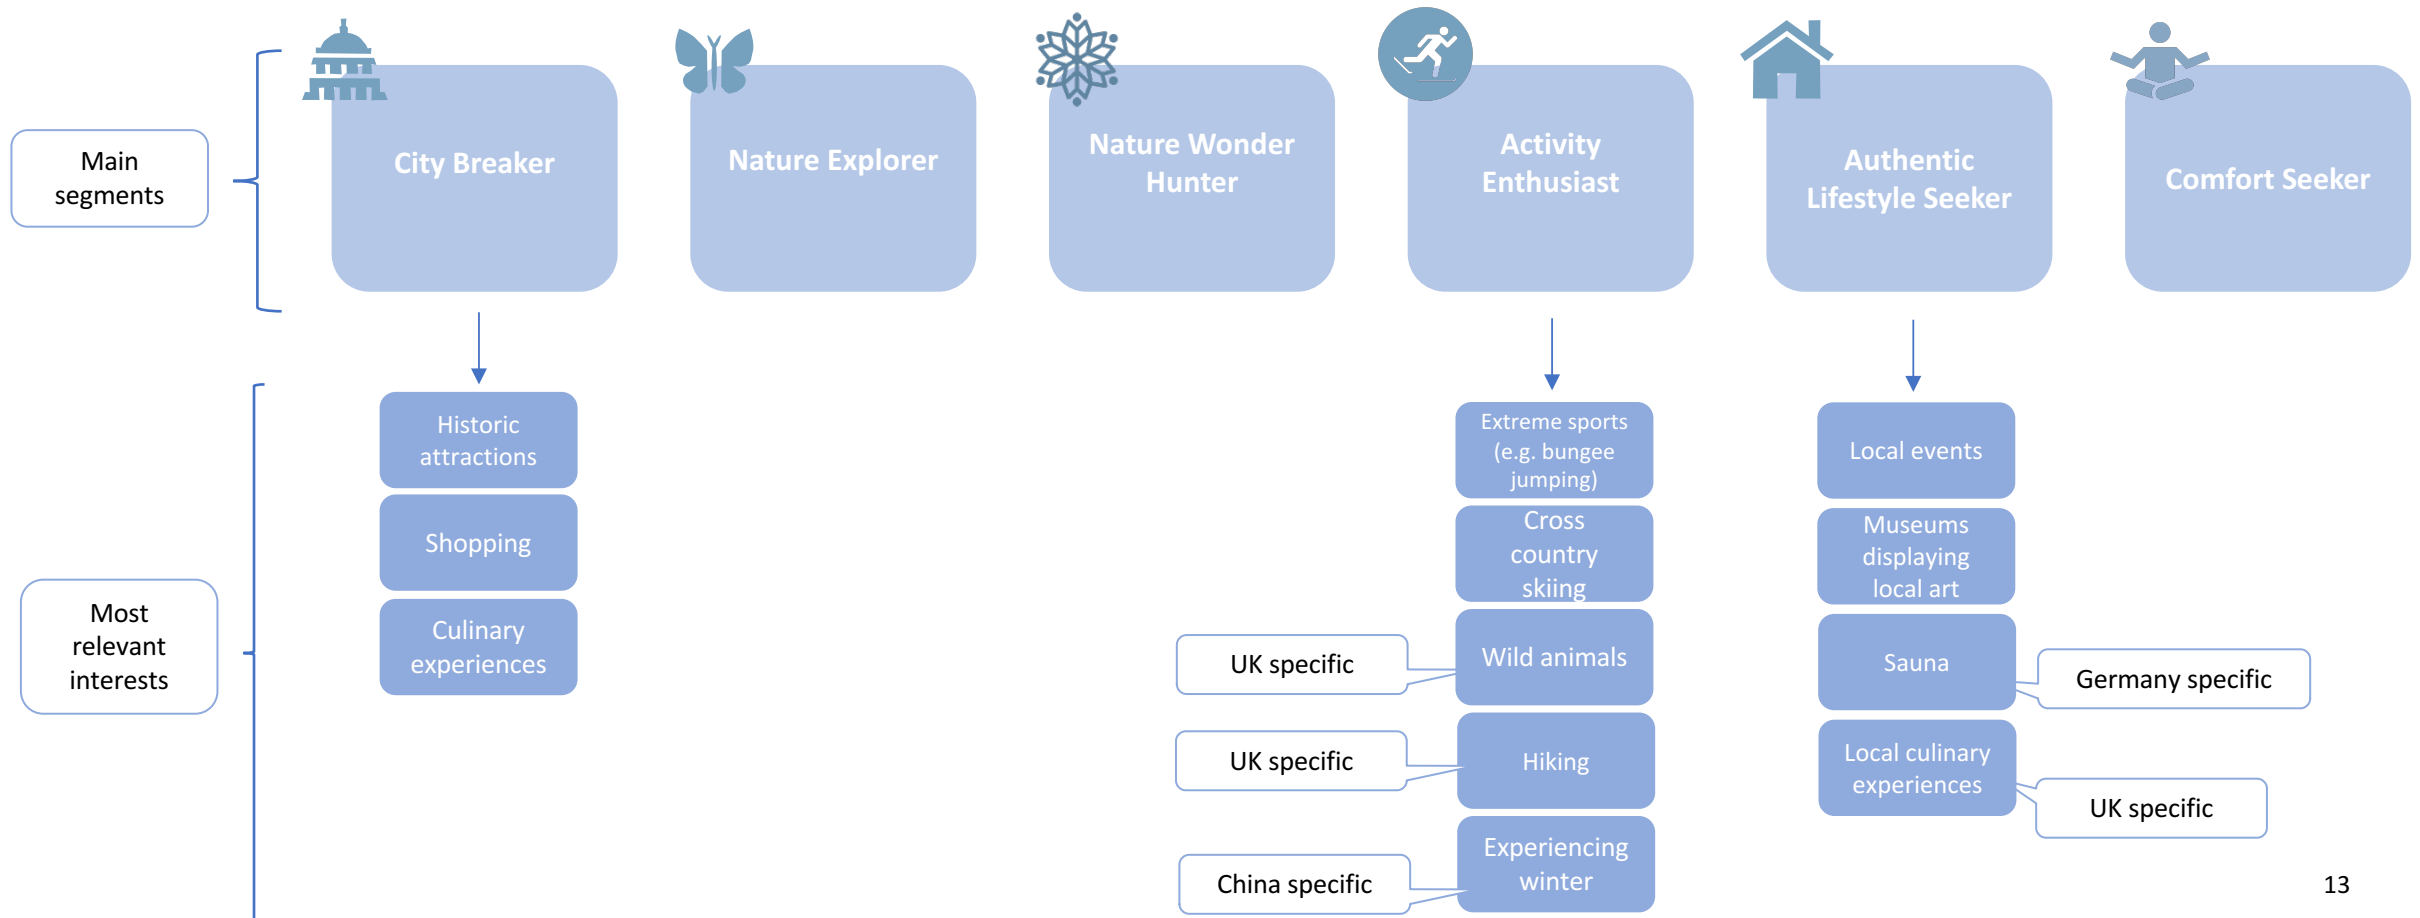 Main
segments
City Breaker
Nature Explorer
Nature Wonder
Hunter
Activity
Enthusiast
Authentic
Lifestyle Seeker
Comfort Seeker
Most
relevant
interests
Historic
attractions
Shopping
Culinary
experiences
Extreme sports
(e.g. bungee
jumping)
Cross
country
skiing
UK specific
Wild animals
UK specific
Hiking
China specific
Experiencing
winter
Local events
Museums
displaying
local art
Sauna
Germany specific
Local culinary
experiences
UK specific
13